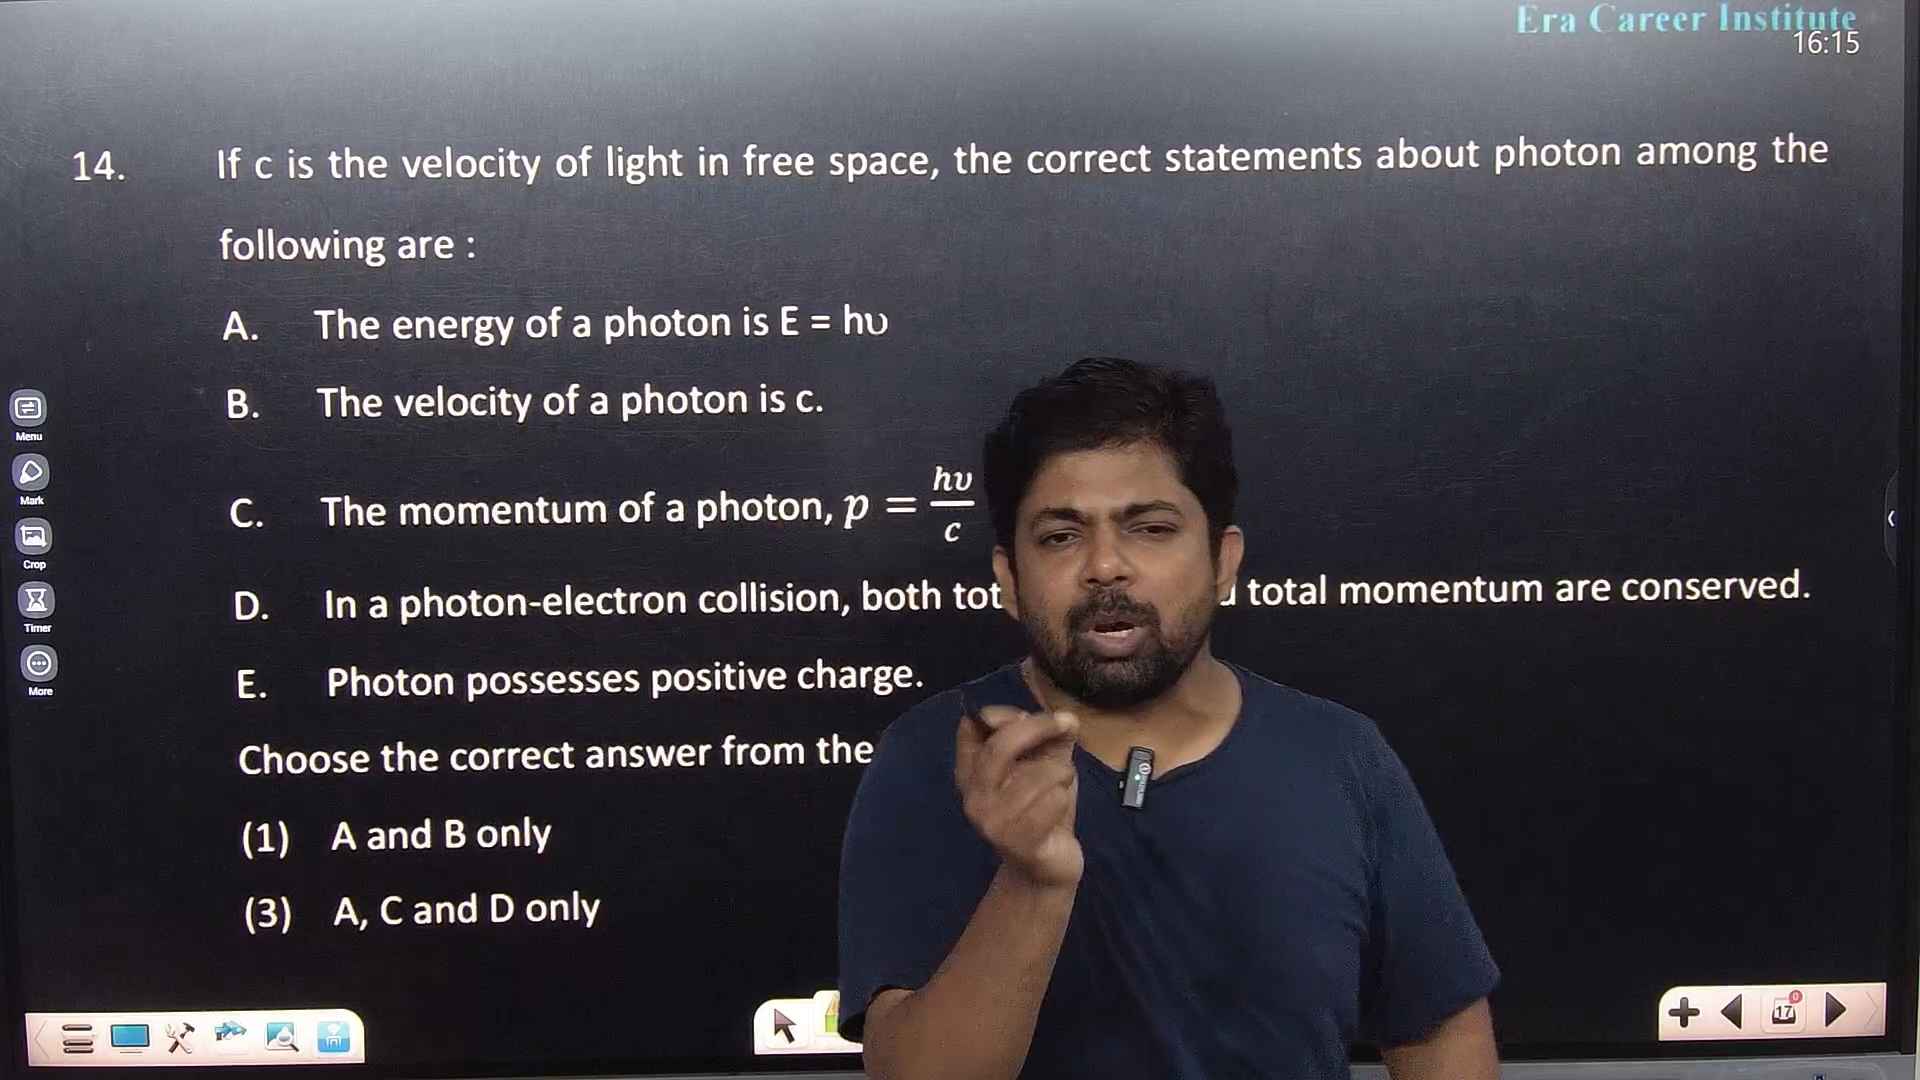 Era Career Institute
16:15
14. If c is the velocity of light in free space, the correct statements about photon among the
following are :
A. The energy of a photon is E = hυ
B. The velocity of a photon is c.
C. The momentum of a photon, p = hυ/c
D. In a photon-electron collision, both total momentum are conserved.
E. Photon possesses positive charge.
Choose the correct answer from the
(1) A and B only
(3) A, C and D only
Menu
Mark
Crop
Timer
More
17
0